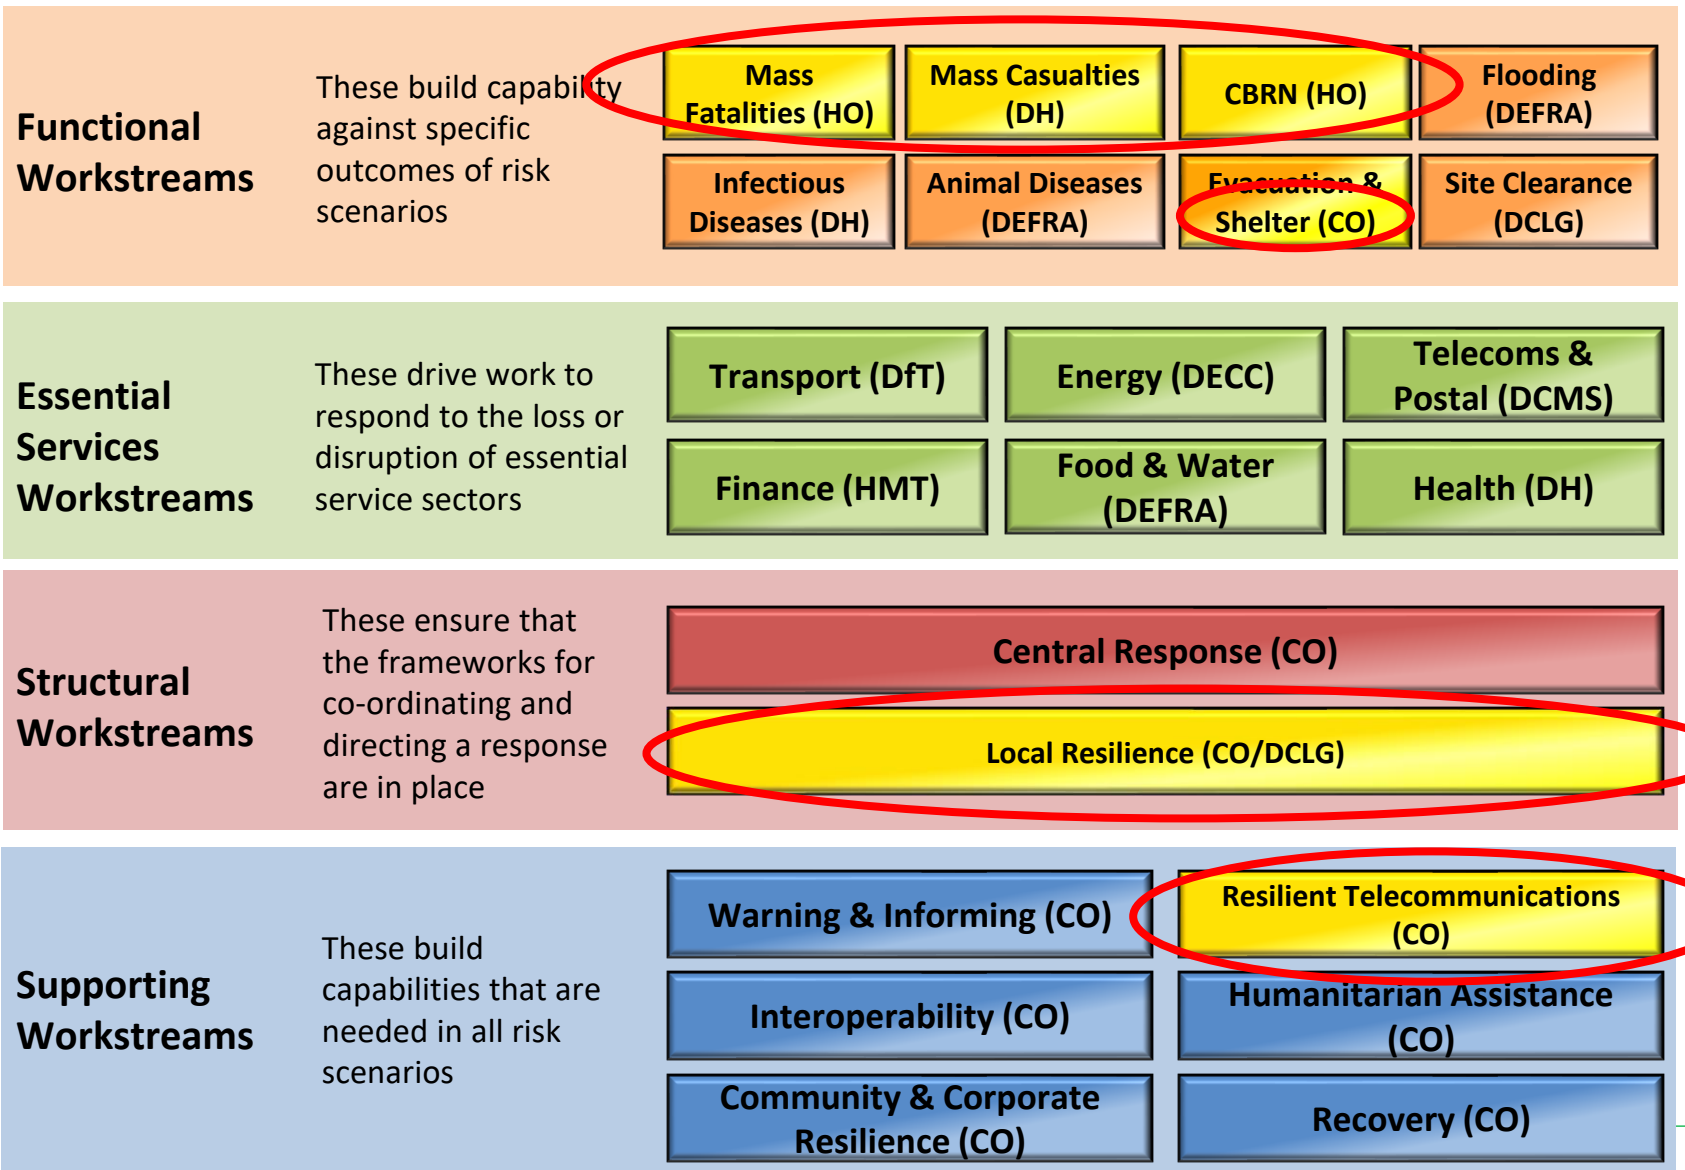 Functional
Workstreams
These build capability
against specific
outcomes of risk
scenarios
Mass
Fatalities (HO)
Mass Casualties
(DH)
CBRN (HO)
Flooding
(DEFRA)
Infectious
Diseases (DH)
Animal Diseases
(DEFRA)
Evacuation &
Shelter (CO)
Site Clearance
(DCLG)
Essential
Services
Workstreams
These drive work to
respond to the loss or
disruption of essential
service sectors
Transport (DfT)
Energy (DECC)
Telecoms &
Postal (DCMS)
Finance (HMT)
Food & Water
(DEFRA)
Health (DH)
Structural
Workstreams
These ensure that
the frameworks for
co-ordinating and
directing a response
are in place
Central Response (CO)
Local Resilience (CO/DCLG)
Supporting
Workstreams
These build
capabilities that are
needed in all risk
scenarios
Warning & Informing (CO)
Resilient Telecommunications
(CO)
Interoperability (CO)
Humanitarian Assistance
(CO)
Community & Corporate
Resilience (CO)
Recovery (CO)